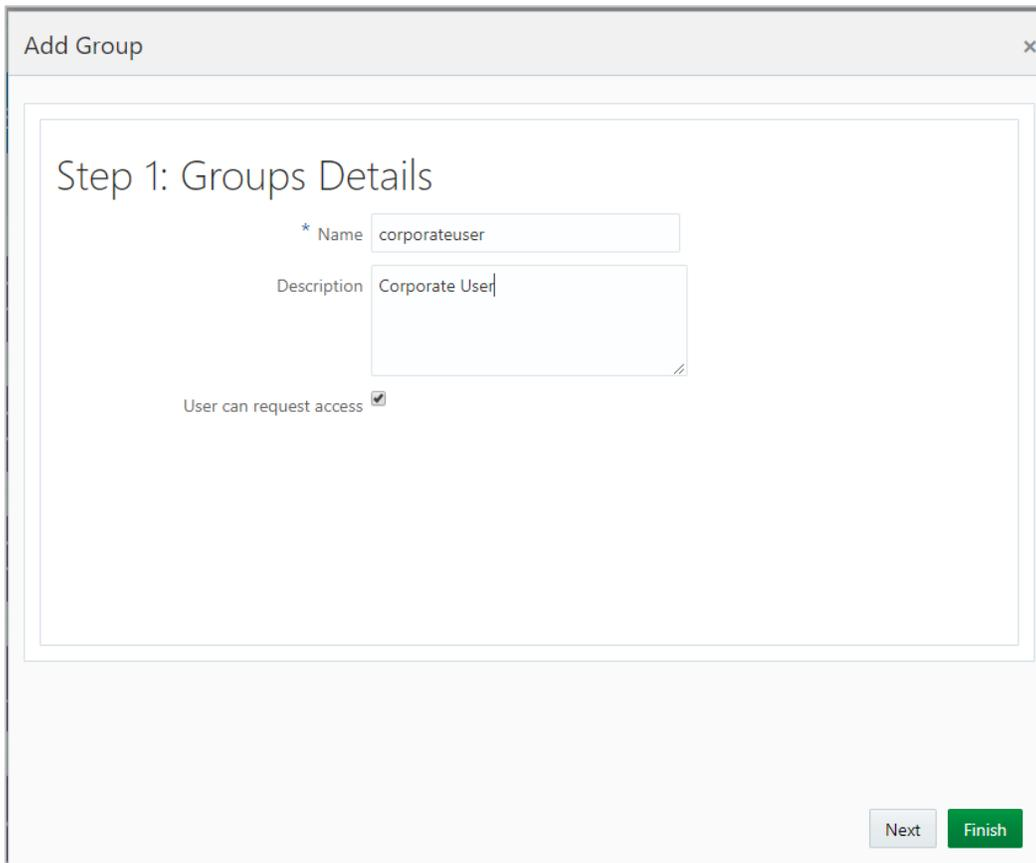 Add Group ×
Step 1: Groups Details
* Name corporateuser
Description Corporate User
User can request access
Next Finish